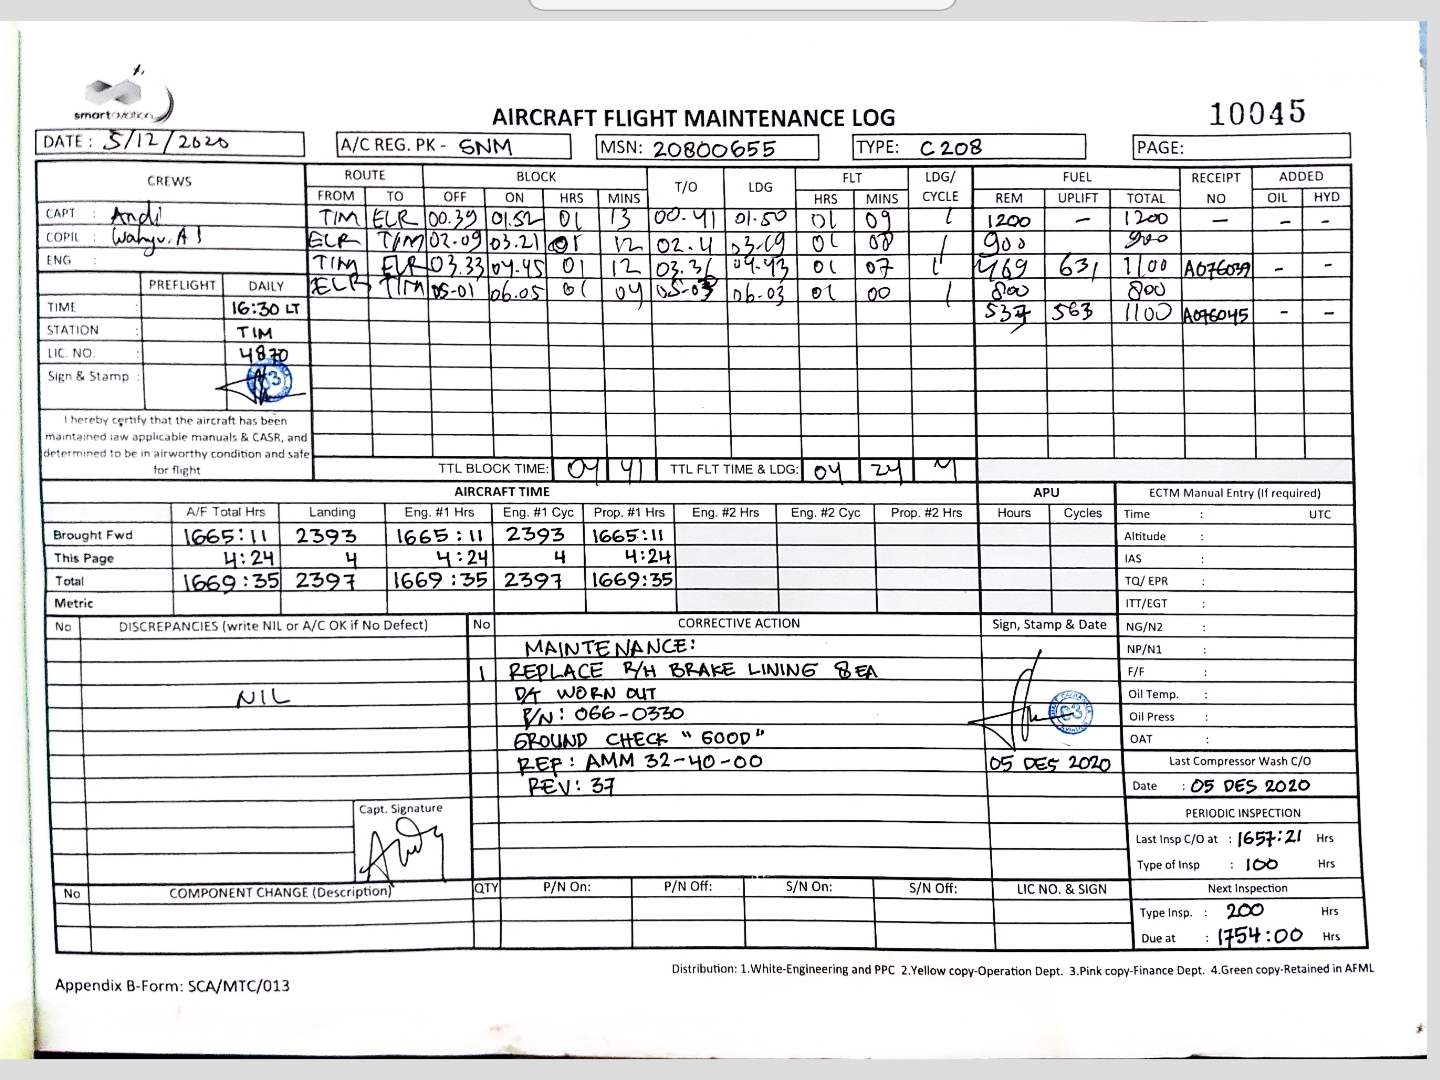 smart aviation
AIRCRAFT FLIGHT MAINTENANCE LOG
10045
DATE : 5/12/2020 A/C REG. PK - SNM MSN: 20800655 TYPE: C208 PAGE:
CREWS ROUTE BLOCK T/O LDG FLT LDG/ CYCLE FUEL RECEIPT NO ADDED
FROM TO OFF ON HRS MINS HRS MINS REM UPLIFT TOTAL OIL HYD
CAPT : Andi TIM ELR 00.39 01.52 01 13 00.41 01.50 01 09 1 1200 - 1200 - - -
COPIL : Wahyu.A S ELR TIM 02.09 03.21 01 12 02.11 03.19 01 08 1 900 900
ENG : TIM ELR 03.33 04.45 01 12 03.36 04.43 01 07 1 469 631 1100 A076039 - -
PREFLIGHT DAILY ELR TIM 05.01 06.05 01 04 05.03 06.03 01 00 1 800 800
TIME : 16:30 LT 537 563 1100 A076045 - -
STATION : TIM
LIC. NO. : 4870
Sign & Stamp :
I hereby certify that the aircraft has been
maintained iaw applicable manuals & CASR, and
determined to be in airworthy condition and safe
for flight
TTL BLOCK TIME: 04 41 TTL FLT TIME & LDG: 04 24 4
AIRCRAFT TIME APU ECTM Manual Entry (If required)
A/F Total Hrs Landing Eng. #1 Hrs Eng. #1 Cyc Prop. #1 Hrs Eng. #2 Hrs Eng. #2 Cyc Prop. #2 Hrs Hours Cycles Time : UTC
Brought Fwd 1665:11 2393 1665:11 2393 1665:11 Altitude :
This Page 4:24 4 4:24 4 4:24 IAS :
Total 1669:35 2397 1669:35 2397 1669:35 TQ/ EPR :
Metric ITT/EGT :
No DISCREPANCIES (write NIL or A/C OK if No Defect) No CORRECTIVE ACTION Sign, Stamp & Date NG/N2 :
MAINTENANCE: NP/N1 :
1 REPLACE R/H BRAKE LINING 8 EA F/F :
NIL D/T WORN OUT Oil Temp. :
P/N: 066-0330 Oil Press :
GROUND CHECK "GOOD" OAT :
REF: AMM 32-40-00 05 DES 2020 Last Compressor Wash C/O
REV: 37 Date : 05 DES 2020
Capt. Signature PERIODIC INSPECTION
Last Insp C/O at : 1657:21 Hrs
Type of Insp : 100 Hrs
No COMPONENT CHANGE (Description) QTY P/N On: P/N Off: S/N On: S/N Off: LIC NO. & SIGN Next Inspection
Type Insp. : 200 Hrs
Due at : 1754:00 Hrs
Distribution: 1.White-Engineering and PPC 2.Yellow copy-Operation Dept. 3.Pink copy-Finance Dept. 4.Green copy-Retained in AFML
Appendix B-Form: SCA/MTC/013